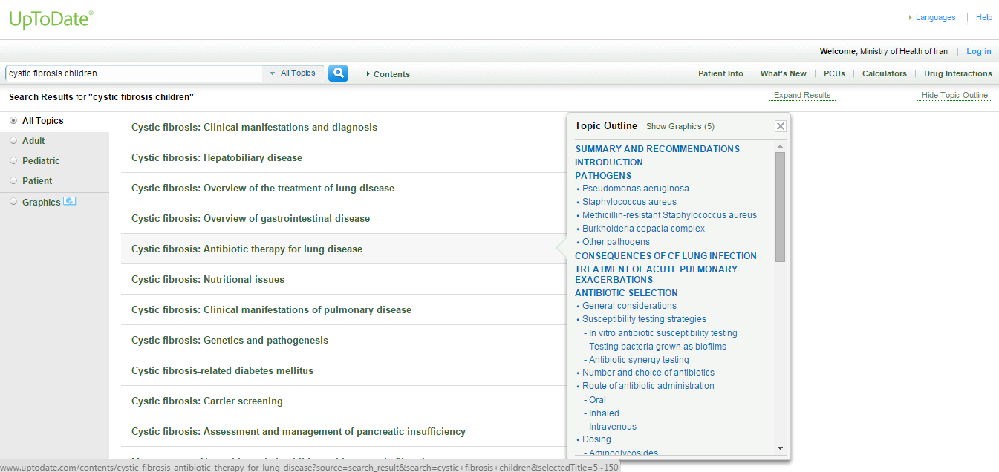 UpToDate®
Languages | Help
Welcome, Ministry of Health of Iran | Log in
cystic fibrosis children All Topics Contents
Patient Info | What's New | PCUs | Calculators | Drug Interactions
Search Results for "cystic fibrosis children"
Expand Results
Hide Topic Outline
All Topics
Adult
Pediatric
Patient
Graphics
Cystic fibrosis: Clinical manifestations and diagnosis
Cystic fibrosis: Hepatobiliary disease
Cystic fibrosis: Overview of the treatment of lung disease
Cystic fibrosis: Overview of gastrointestinal disease
Cystic fibrosis: Antibiotic therapy for lung disease
Cystic fibrosis: Nutritional issues
Cystic fibrosis: Clinical manifestations of pulmonary disease
Cystic fibrosis: Genetics and pathogenesis
Cystic fibrosis-related diabetes mellitus
Cystic fibrosis: Carrier screening
Cystic fibrosis: Assessment and management of pancreatic insufficiency
Topic Outline Show Graphics (5)
SUMMARY AND RECOMMENDATIONS
INTRODUCTION
PATHOGENS
• Pseudomonas aeruginosa
• Staphylococcus aureus
• Methicillin-resistant Staphylococcus aureus
• Burkholderia cepacia complex
• Other pathogens
CONSEQUENCES OF CF LUNG INFECTION
TREATMENT OF ACUTE PULMONARY
EXACERBATIONS
ANTIBIOTIC SELECTION
• General considerations
• Susceptibility testing strategies
- In vitro antibiotic susceptibility testing
- Testing bacteria grown as biofilms
- Antibiotic synergy testing
• Number and choice of antibiotics
• Route of antibiotic administration
- Oral
- Inhaled
- Intravenous
• Dosing
- Aminoglycosides
www.uptodate.com/contents/cystic-fibrosis-antibiotic-therapy-for-lung-disease?source=search_result&search=cystic+fibrosis+children&selectedTitle=5~150